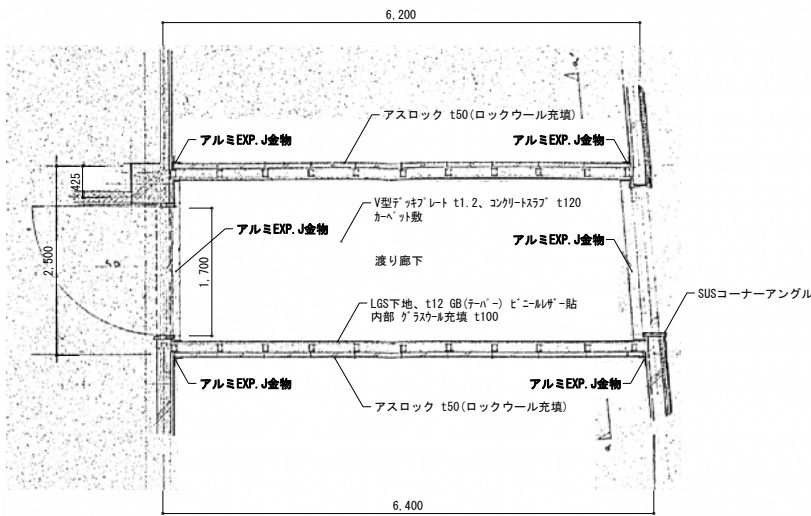 6,200
アスロック t50(ロックウール充填)
アルミEXP.J金物
アルミEXP.J金物
425
V型デッキプレート t1.2、コンクリートスラブ t120
カーペット敷
アルミEXP.J金物
アルミEXP.J金物
2,500
1,700
渡り廊下
SUSコーナーアングル
LGS下地、t12 GB(テーパー) ビニールレザー貼
内部 グラスウール充填 t100
アルミEXP.J金物
アルミEXP.J金物
アスロック t50(ロックウール充填)
6,400